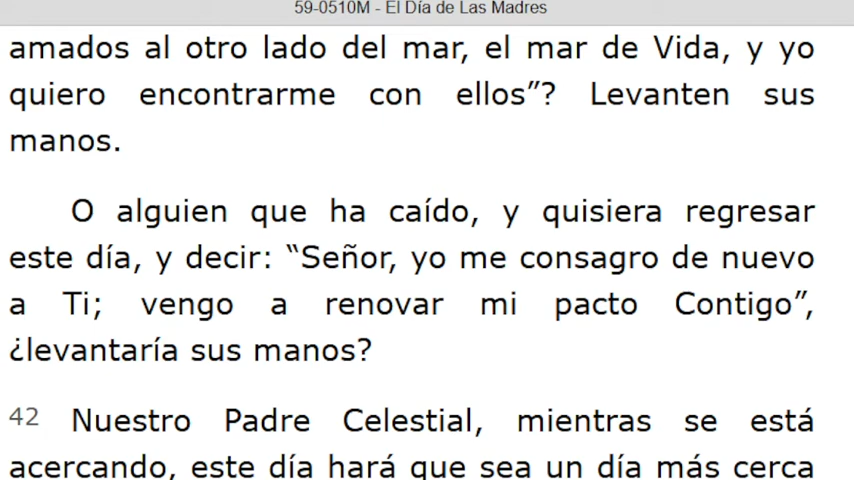 59-0510M - El Día de Las Madres
amados al otro lado del mar, el mar de Vida, y yo
quiero encontrarme con ellos”? Levanten sus
manos.
O alguien que ha caído, y quisiera regresar
este día, y decir: “Señor, yo me consagro de nuevo
a Ti; vengo a renovar mi pacto Contigo”,
¿levantaría sus manos?
42 Nuestro Padre Celestial, mientras se está
acercando, este día hará que sea un día más cerca